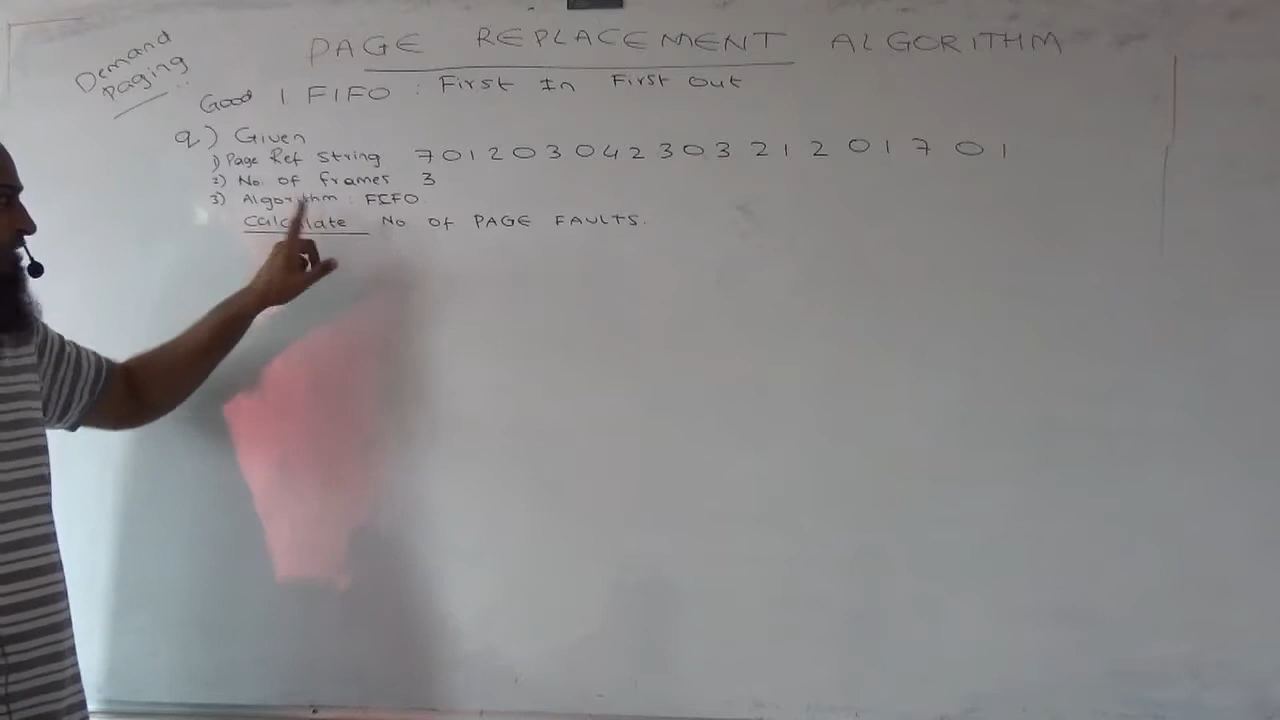 Demand
Paging
PAGE REPLACEMENT ALGORITHM
Good | FIFO : First In First Out
Q) Given
1) Page Ref String 7 0 1 2 0 3 0 4 2 3 0 3 2 1 2 0 1 7 0 1
2) No of frames 3
3) Algorithm : FIFO
Calculate No of PAGE FAULTS.